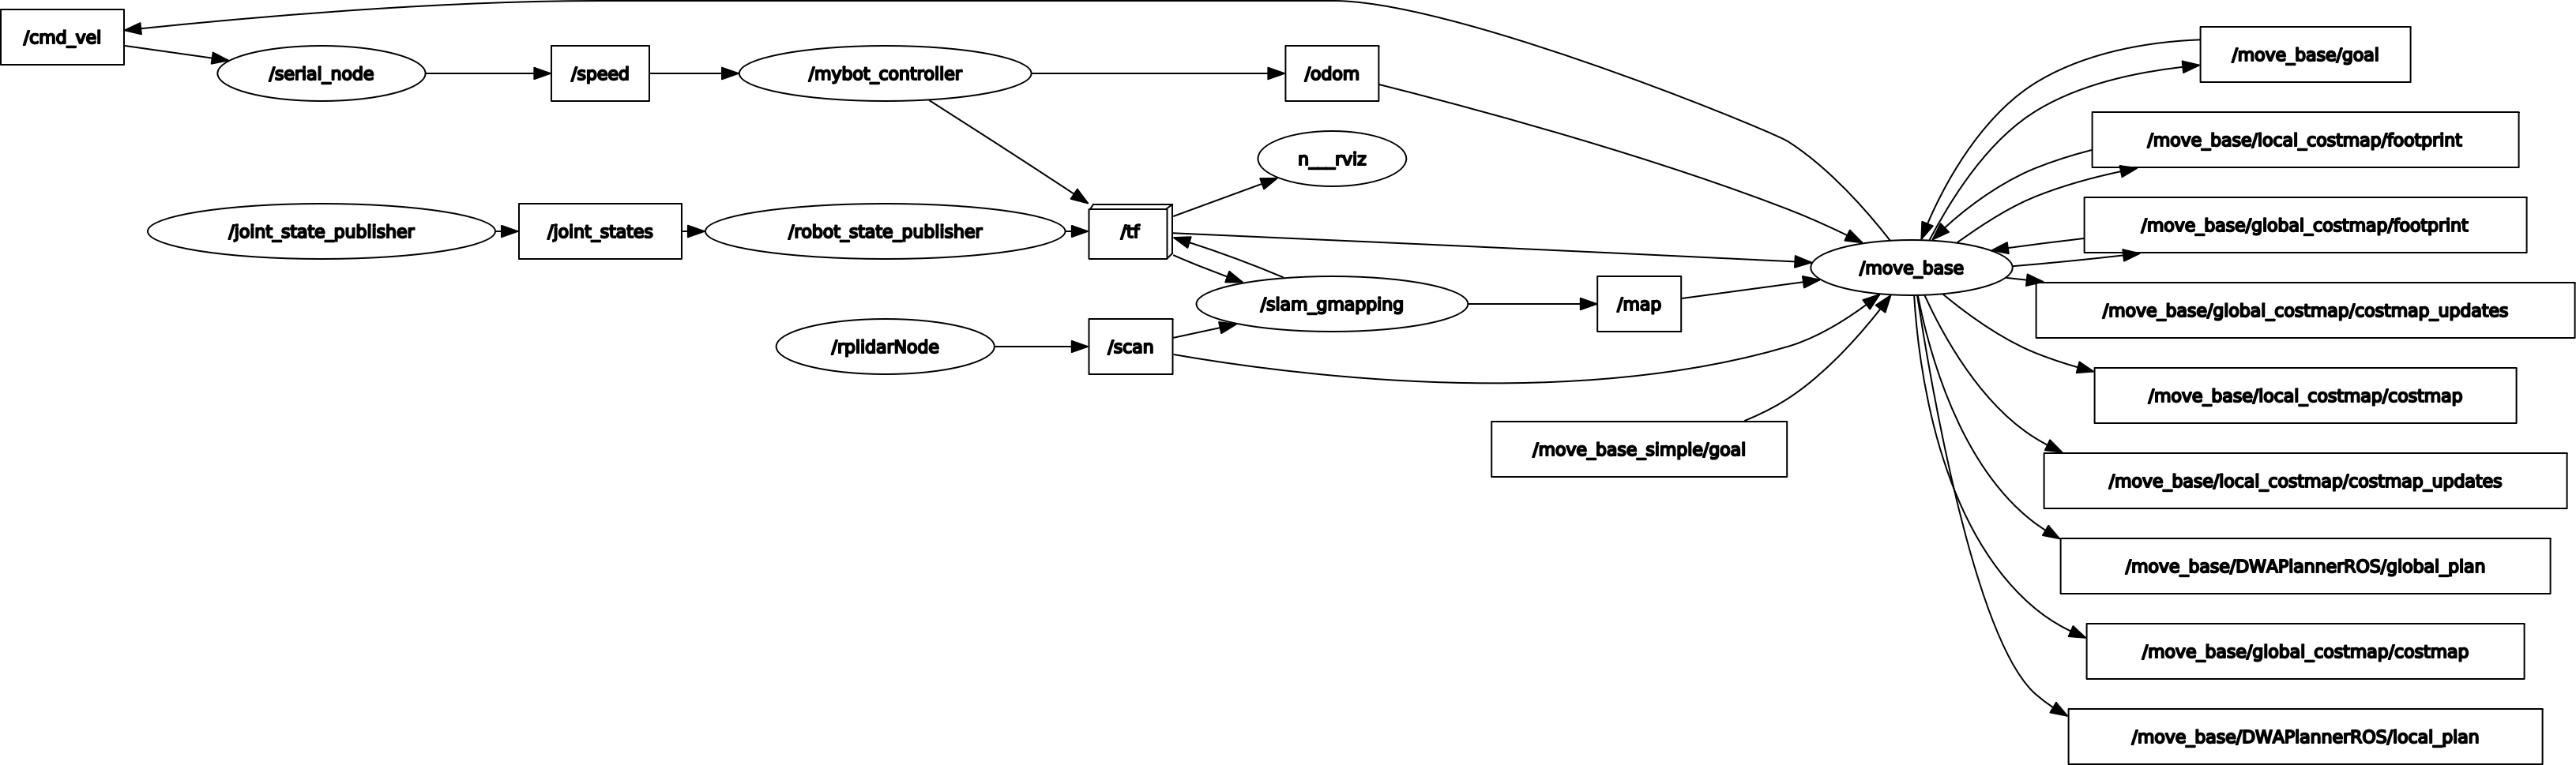 /cmd_vel
/serial_node
/speed
/mybot_controller
/odom
/move_base/goal
n___rviz
/move_base/local_costmap/footprint
/joint_state_publisher
/joint_states
/robot_state_publisher
/tf
/move_base/global_costmap/footprint
/move_base
/slam_gmapping
/map
/move_base/global_costmap/costmap_updates
/rplidarNode
/scan
/move_base/local_costmap/costmap
/move_base_simple/goal
/move_base/local_costmap/costmap_updates
/move_base/DWAPlannerROS/global_plan
/move_base/global_costmap/costmap
/move_base/DWAPlannerROS/local_plan